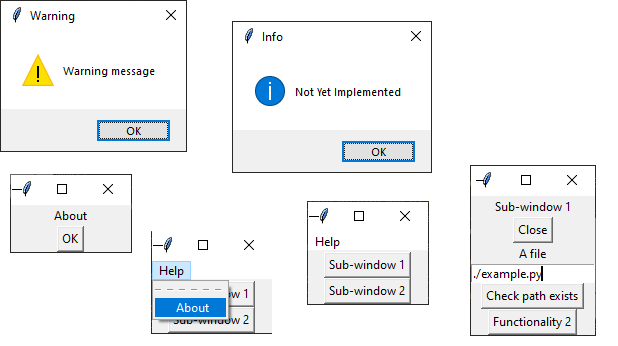 Warning
Warning message
OK
Info
Not Yet Implemented
OK
About
OK
Help
About
w 1
Sub-window 2
Help
Sub-window 1
Sub-window 2
Sub-window 1
Close
A file
./example.py
Check path exists
Functionality 2